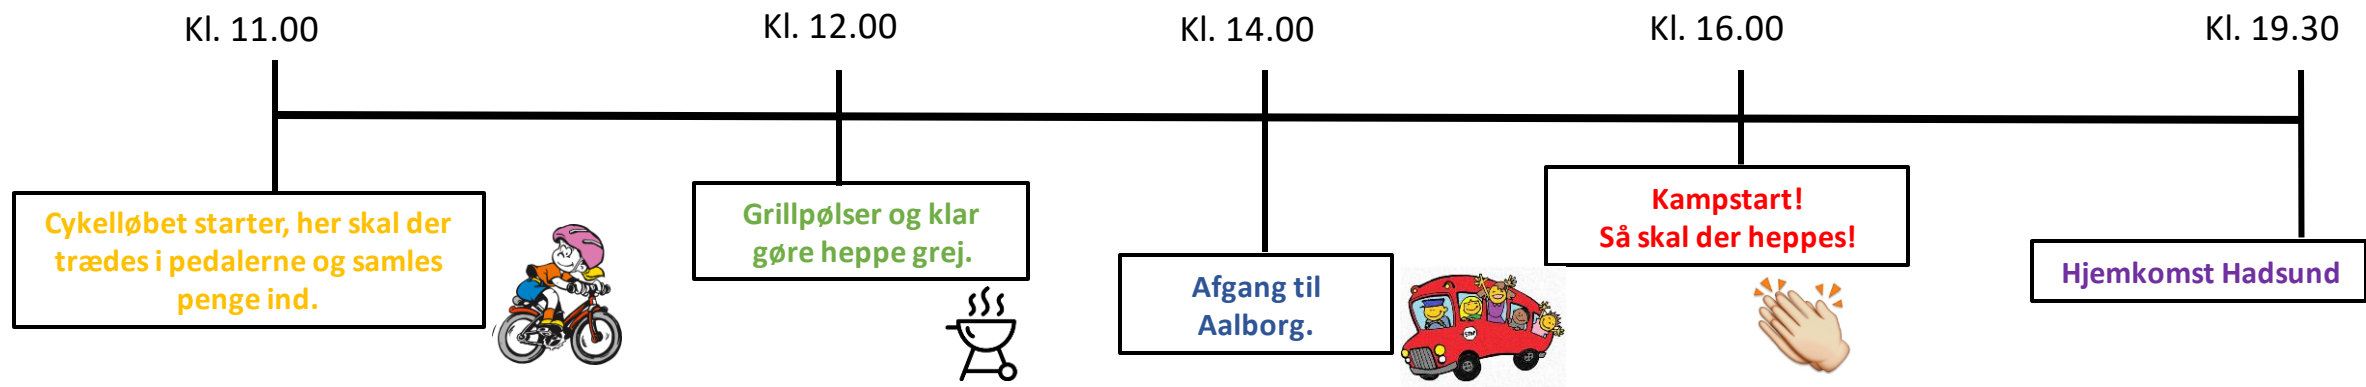 Kl. 11.00
Kl. 12.00
Kl. 14.00
Kl. 16.00
Kl. 19.30
Cykelløbet starter, her skal der
trædes i pedalerne og samles
penge ind.
Grillpølser og klar
gøre heppe grej.
Afgang til
Aalborg.
Kampstart!
Så skal der heppes!
Hjemkomst Hadsund